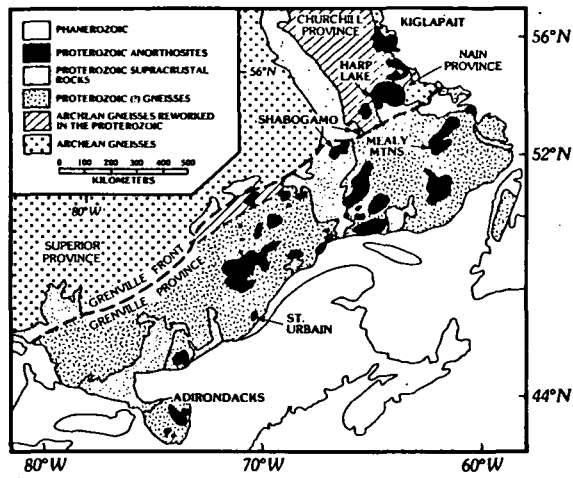 PHANEROZOIC
PROTEROZOIC ANORTHOSITES
PROTEROZOIC SUPRACRUSTAL
ROCKS
PROTEROZOIC (?) GNEISSES
ARCHEAN GNEISSES REWORKED
IN THE PROTEROZOIC
ARCHEAN GNEISSES
0 100 200 300 400 500
KILOMETERS
CHURCHILL
PROVINCE
KIGLAPAIT
56°N
HARP
LAKE
NAIN
PROVINCE
56°N
SHABOGAMO
MEALY
MTNS
52°N
80°W
SUPERIOR
PROVINCE
GRENVILLE FRONT
GRENVILLE PROVINCE
ST.
URBAIN
ADIRONDACKS
44°N
80°W
70°W
60°W